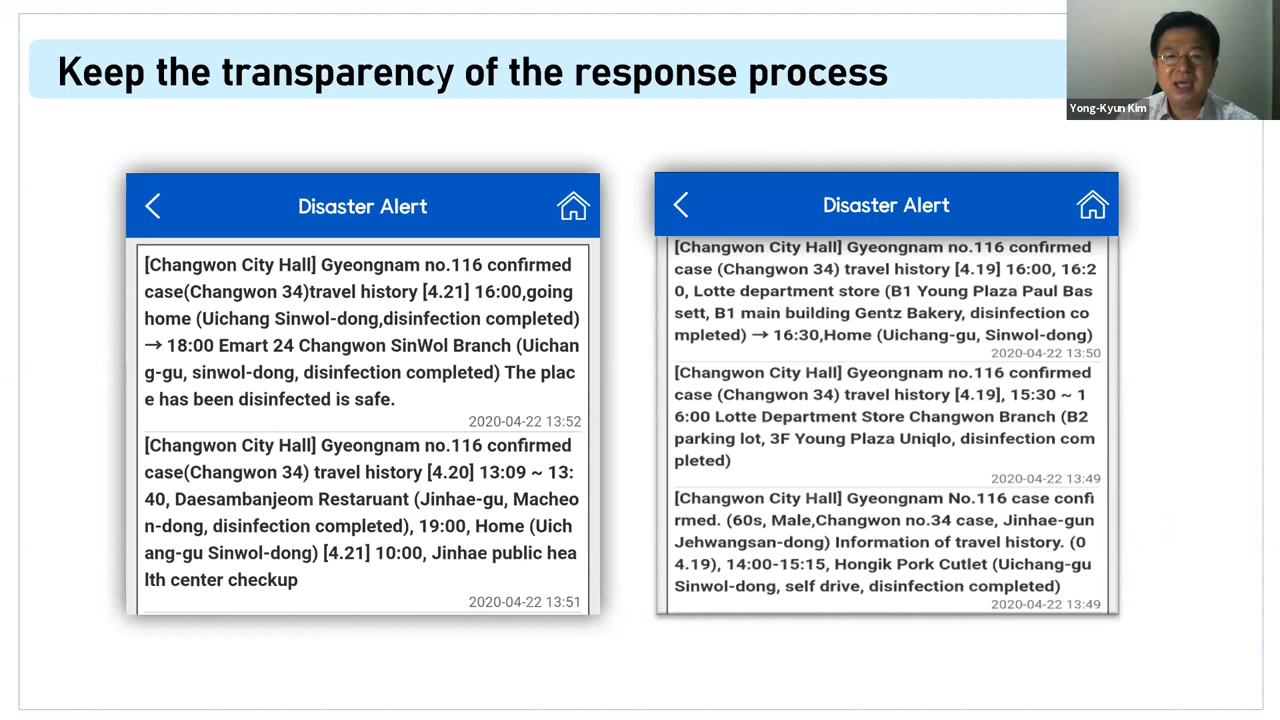 Keep the transparency of the response process
Yong-Kyun Kim
Disaster Alert
[Changwon City Hall] Gyeongnam no.116 confirmed
case(Changwon 34)travel history [4.21] 16:00,going
home (Uichang Sinwol-dong,disinfection completed)
→ 18:00 Emart 24 Changwon SinWol Branch (Uichan
g-gu, sinwol-dong, disinfection completed) The plac
e has been disinfected is safe.
2020-04-22 13:52
[Changwon City Hall] Gyeongnam no.116 confirmed
case(Changwon 34) travel history [4.20] 13:09 ~ 13:
40, Daesambanjeom Restaruant (Jinhae-gu, Macheo
n-dong, disinfection completed), 19:00, Home (Uich
ang-gu Sinwol-dong) [4.21] 10:00, Jinhae public hea
lth center checkup
2020-04-22 13:51
Disaster Alert
[Changwon City Hall] Gyeongnam no.116 confirmed
case (Changwon 34) travel history [4.19] 16:00, 16:2
0, Lotte department store (B1 Young Plaza Paul Bas
sett, B1 main building Gentz Bakery, disinfection co
mpleted) → 16:30,Home (Uichang-gu, Sinwol-dong)
2020-04-22 13:50
[Changwon City Hall] Gyeongnam no.116 confirmed
case (Changwon 34) travel history [4.19], 15:30 ~ 1
6:00 Lotte Department Store Changwon Branch (B2
parking lot, 3F Young Plaza Uniqlo, disinfection com
pleted)
2020-04-22 13:49
[Changwon City Hall] Gyeongnam No.116 case confi
rmed. (60s, Male,Changwon no.34 case, Jinhae-gun
Jehwangsan-dong) Information of travel history. (0
4.19), 14:00-15:15, Hongik Pork Cutlet (Uichang-gu
Sinwol-dong, self drive, disinfection completed)
2020-04-22 13:49